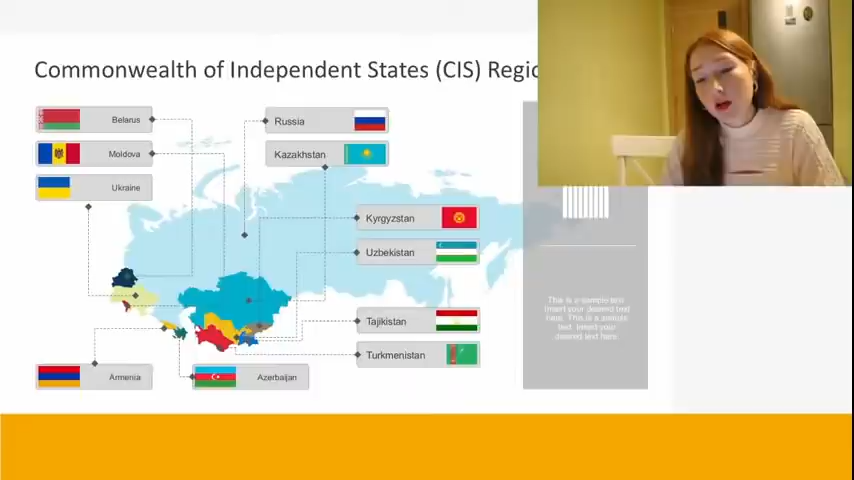 Commonwealth of Independent States (CIS) Regio
Belarus
Russia
Moldova
Kazakhstan
Ukraine
Kyrgyzstan
Uzbekistan
This is a sample text.
Insert your desired text
here. This is a sample
text. Insert your
desired text here.
Tajikistan
Turkmenistan
Armenia
Azerbaijan